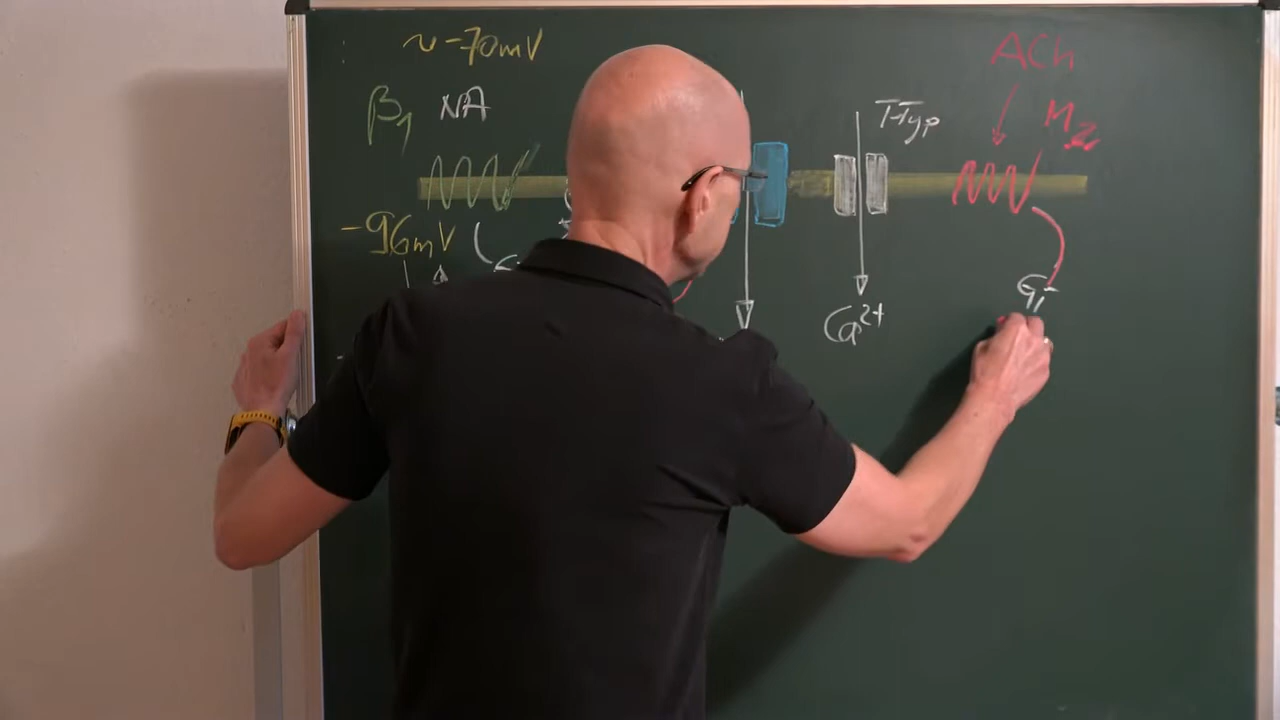 ~ -70mV
ACh
β1 NA
T-Typ
M2
-96mV
Gi
Ca2+